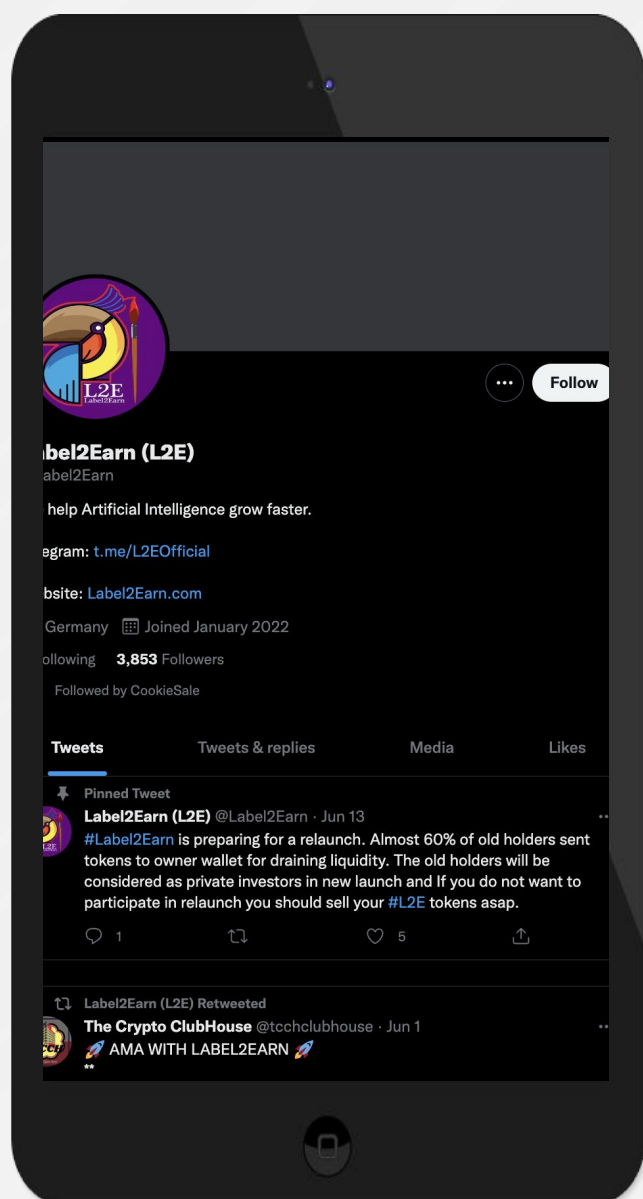 L2E
Label2Earn
Follow
bel2Earn (L2E)
abel2Earn
help Artificial Intelligence grow faster.
egram: t.me/L2EOfficial
bsite: Label2Earn.com
Germany Joined January 2022
ollowing 3,853 Followers
Followed by CookieSale
Tweets Tweets & replies Media Likes
Pinned Tweet
Label2Earn (L2E) @Label2Earn · Jun 13
#Label2Earn is preparing for a relaunch. Almost 60% of old holders sent
tokens to owner wallet for draining liquidity. The old holders will be
considered as private investors in new launch and If you do not want to
participate in relaunch you should sell your #L2E tokens asap.
1 5
Label2Earn (L2E) Retweeted
The Crypto ClubHouse @tcchclubhouse · Jun 1
🚀 AMA WITH LABEL2EARN 🚀
**